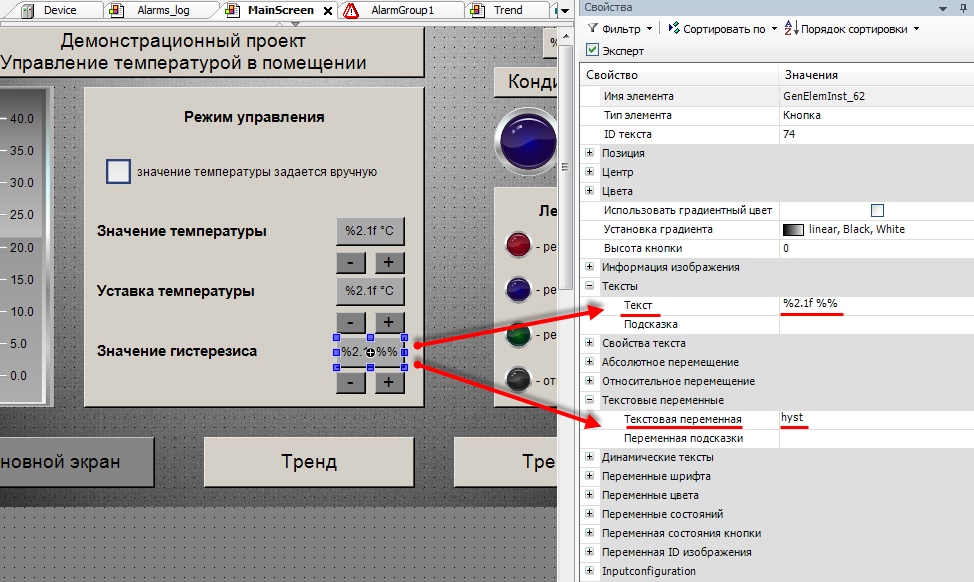 Device
Alarms_log
MainScreen
AlarmGroup1
Trend
Демонстрационный проект
Управление температурой в помещении
Конди
40.0
35.0
30.0
25.0
20.0
15.0
10.0
5.0
0.0
Режим управления
значение температуры задается вручную
Значение температуры
%2.1f °C
- +
Уставка температуры
%2.1f °C
- +
Значение гистерезиса
- +
Ле
- ре
- ре
- ре
- от
новной экран
Тренд
Тре
Свойства
Фильтр Сортировать по Порядок сортировки
Эксперт
Свойство Значения
Имя элемента GenElemInst_62
Тип элемента Кнопка
ID текста 74
Позиция
Центр
Цвета
Использовать градиентный цвет
Установка градиента linear, Black, White
Высота кнопки 0
Информация изображения
Тексты
Текст %2.1f %%
Подсказка
Свойства текста
Абсолютное перемещение
Относительное перемещение
Текстовые переменные
Текстовая переменная hyst
Переменная подсказки
Динамические тексты
Переменные шрифта
Переменные цвета
Переменные состояний
Переменная состояния кнопки
Переменная ID изображения
Inputconfiguration